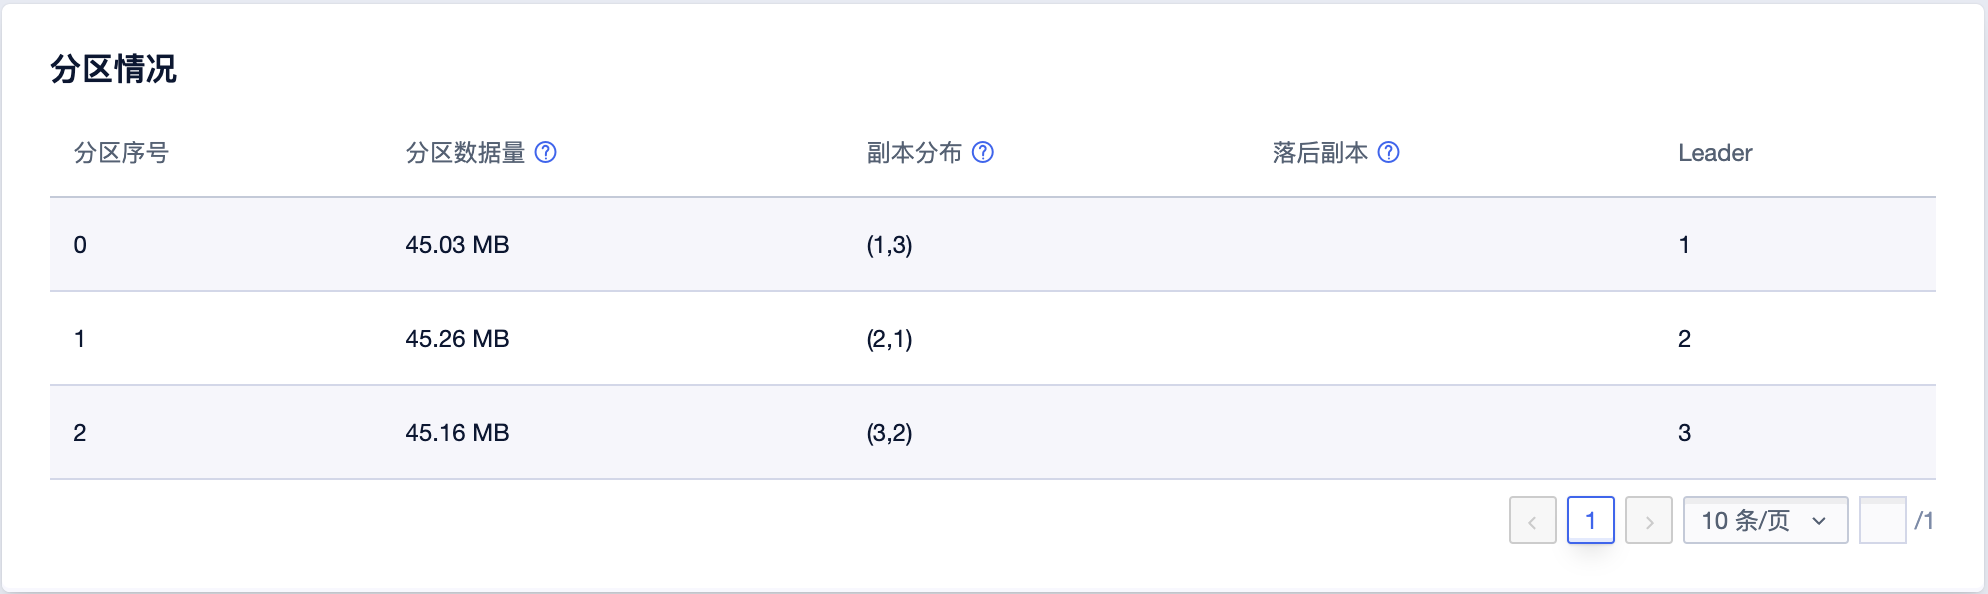 分区情况
分区序号 分区数据量 ? 副本分布 ? 落后副本 ? Leader
0 45.03 MB (1,3) 1
1 45.26 MB (2,1) 2
2 45.16 MB (3,2) 3
< 1 > 10 条/页 /1